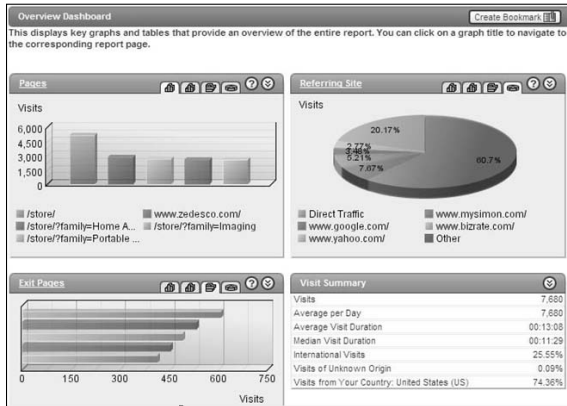 Overview Dashboard
Create Bookmark
This displays key graphs and tables that provide an overview of the entire report. You can click on a graph title to navigate to
the corresponding report page.
Pages
Visits
6,000
4,500
3,000
1,500
0
/store/
www.zedesco.com/
/store/?family=Home A...
/store/?family=Imaging
/store/?family=Portable ...
Referring Site
Visits
20.17%
2.77%
3.48%
5.21%
7.67%
60.7%
Direct Traffic
www.mysimon.com/
www.google.com/
www.bizrate.com/
www.yahoo.com/
Other
Exit Pages
0 150 300 450 600 750
Visits
Visit Summary
Visits 7,680
Average per Day 7,680
Average Visit Duration 00:13:08
Median Visit Duration 00:11:29
International Visits 25.55%
Visits of Unknown Origin 0.09%
Visits from Your Country: United States (US) 74.36%